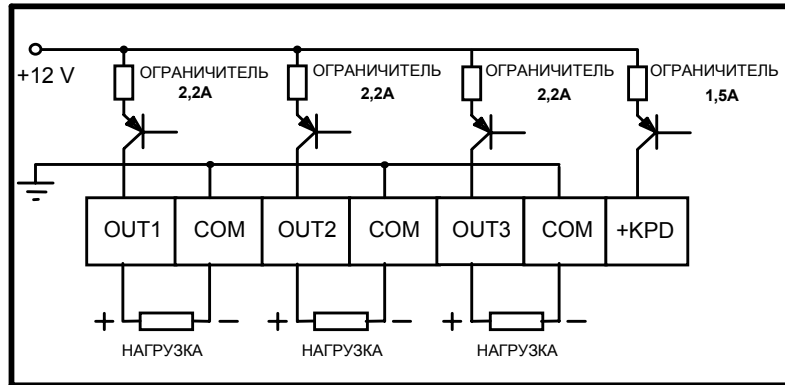 +12 V
ОГРАНИЧИТЕЛЬ
2,2А
ОГРАНИЧИТЕЛЬ
2,2А
ОГРАНИЧИТЕЛЬ
2,2А
ОГРАНИЧИТЕЛЬ
1,5А
OUT1 COM OUT2 COM OUT3 COM +KPD
+ – + – + –
НАГРУЗКА НАГРУЗКА НАГРУЗКА